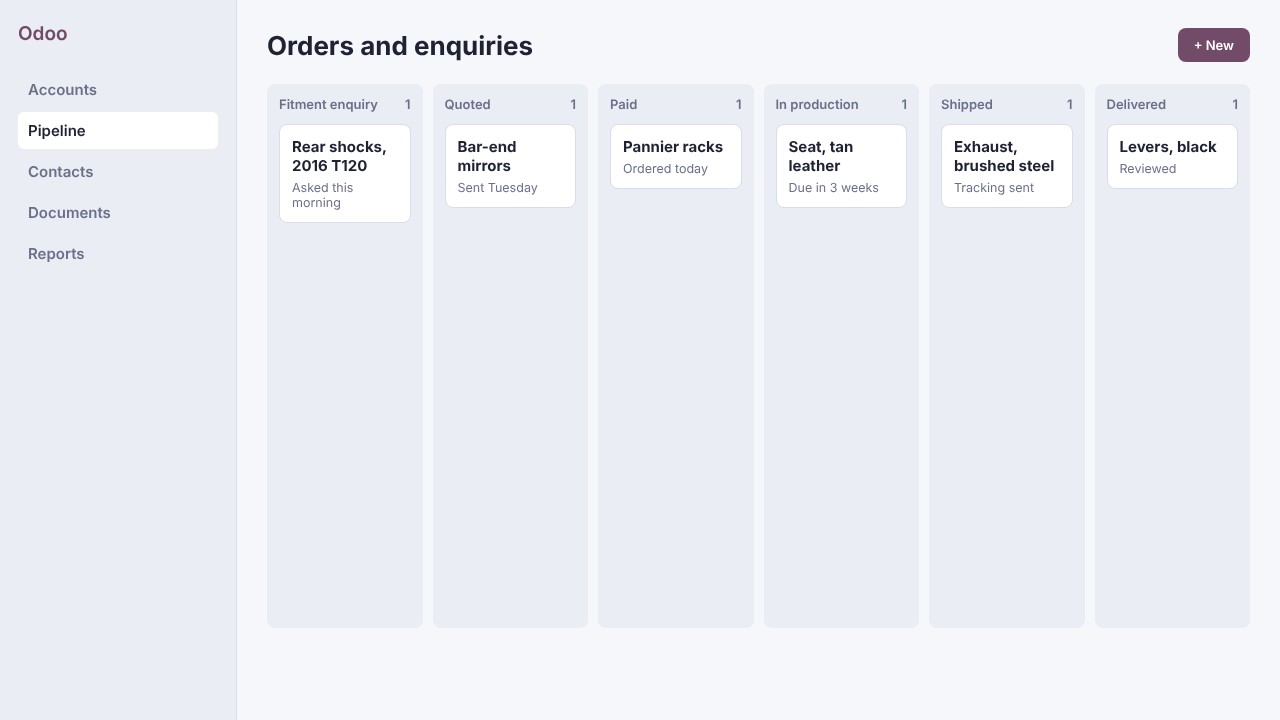 Odoo
Accounts
Pipeline
Contacts
Documents
Reports
Orders and enquiries
+ New
Fitment enquiry 1
Rear shocks,
2016 T120
Asked this
morning
Quoted 1
Bar-end
mirrors
Sent Tuesday
Paid 1
Pannier racks
Ordered today
In production 1
Seat, tan
leather
Due in 3 weeks
Shipped 1
Exhaust,
brushed steel
Tracking sent
Delivered 1
Levers, black
Reviewed